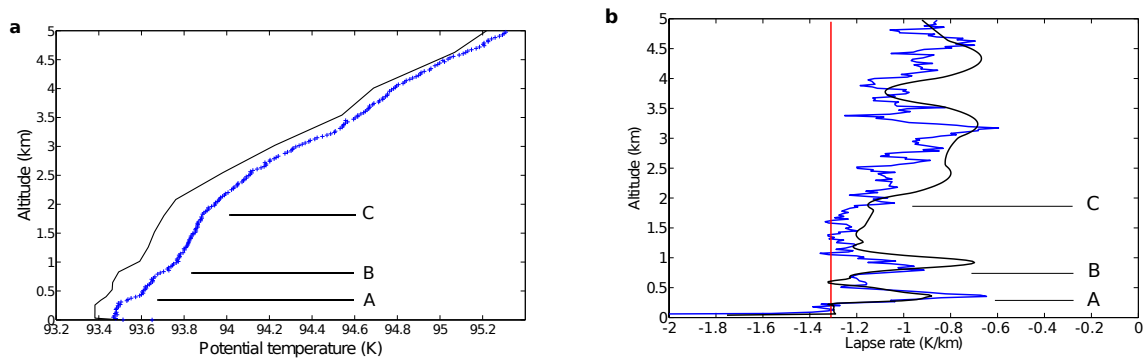 a
5
4.5
4
3.5
3
2.5
2
1.5
1
0.5
0
Altitude (km)
C
B
A
93.2 93.4 93.6 93.8 94 94.2 94.4 94.6 94.8 95 95.2
Potential temperature (K)
b
5
4.5
4
3.5
3
2.5
2
1.5
1
0.5
0
Altitude (km)
C
B
A
-2 -1.8 -1.6 -1.4 -1.2 -1 -0.8 -0.6 -0.4 -0.2 0
Lapse rate (K/km)